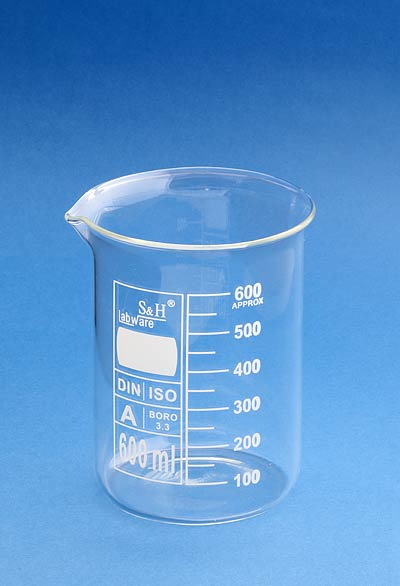 S&H®
Labware
DIN ISO
A BORO 3.3
600 ml
600
APPROX
500
400
300
200
100